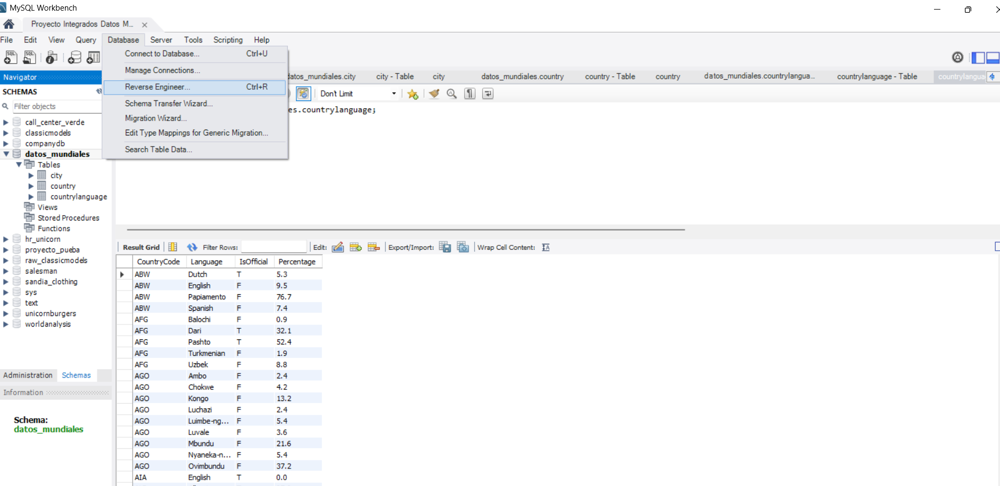 MySQL Workbench
Proyecto Integrados Datos M...
File Edit View Query Database Server Tools Scripting Help
Connect to Database... Ctrl+U
Manage Connections...
Reverse Engineer... Ctrl+R
Schema Transfer Wizard...
Migration Wizard...
Edit Type Mappings for Generic Migration...
Search Table Data...
Navigator
SCHEMAS
Filter objects
call_center_verde
classicmodels
companydb
datos_mundiales
Tables
city
country
countrylanguage
Views
Stored Procedures
Functions
hr_unicorn
proyecto_pueba
raw_classicmodels
salesman
sandia_clothing
sys
text
unicornburgers
worldanalysis
Administration Schemas
Information
Schema:
datos_mundiales
datos_mundiales.city city - Table city datos_mundiales.country country - Table country datos_mundiales.countrylangua... countrylanguage - Table countrylangua
Don't Limit
es.countrylanguage;
Result Grid Filter Rows: Edit: Export/Import: Wrap Cell Content:
CountryCode Language IsOfficial Percentage
ABW Dutch T 5.3
ABW English F 9.5
ABW Papiamento F 76.7
ABW Spanish F 7.4
AFG Balochi F 0.9
AFG Dari T 32.1
AFG Pashto T 52.4
AFG Turkmenian F 1.9
AFG Uzbek F 8.8
AGO Ambo F 2.4
AGO Chokwe F 4.2
AGO Kongo F 13.2
AGO Luchazi F 2.4
AGO Luimbe-ng... F 5.4
AGO Luvale F 3.6
AGO Mbundu F 21.6
AGO Nyaneka-n... F 5.4
AGO Ovimbundu F 37.2
AIA English T 0.0